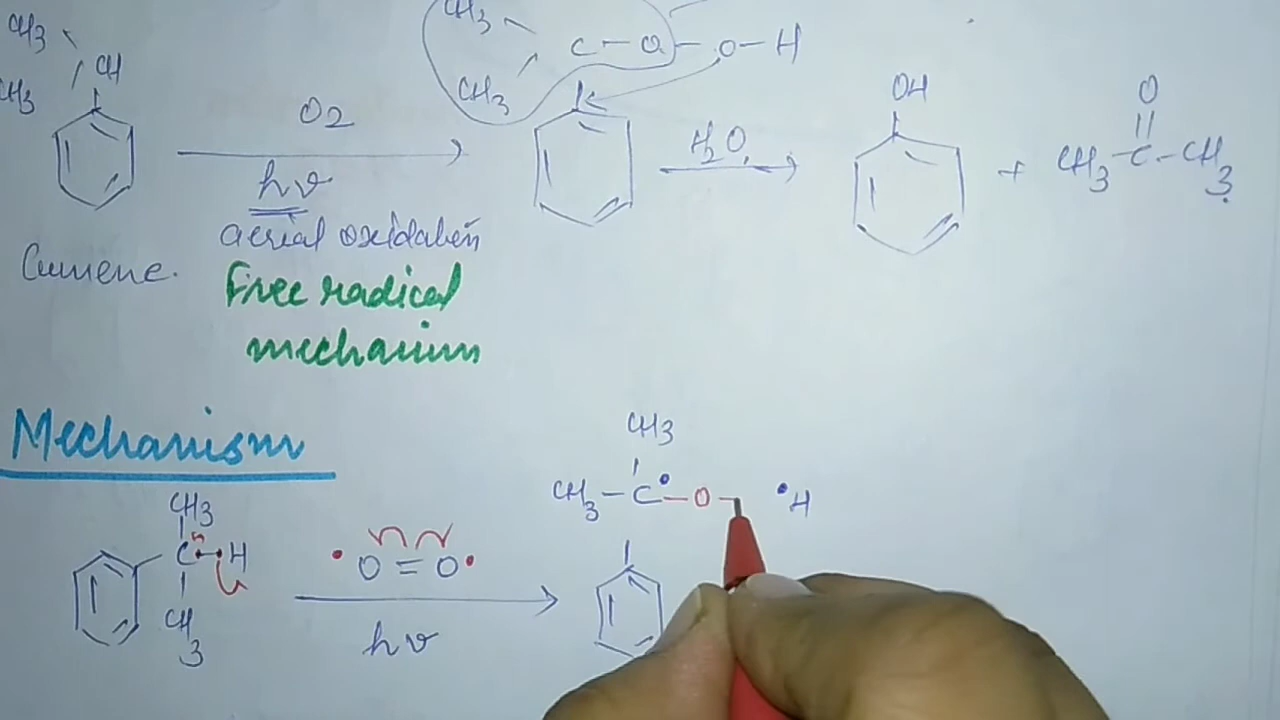 CH3
CH
CH3
O2
hν
aerial oxidation
Cumene.
Free radical
mechanism
CH3
C-O-O-H
CH3
H2O
OH
+
O
CH3-C-CH3
Mechanism
CH3
C-H
CH3
•O=O•
hν
CH3
CH3-C•-O- •H